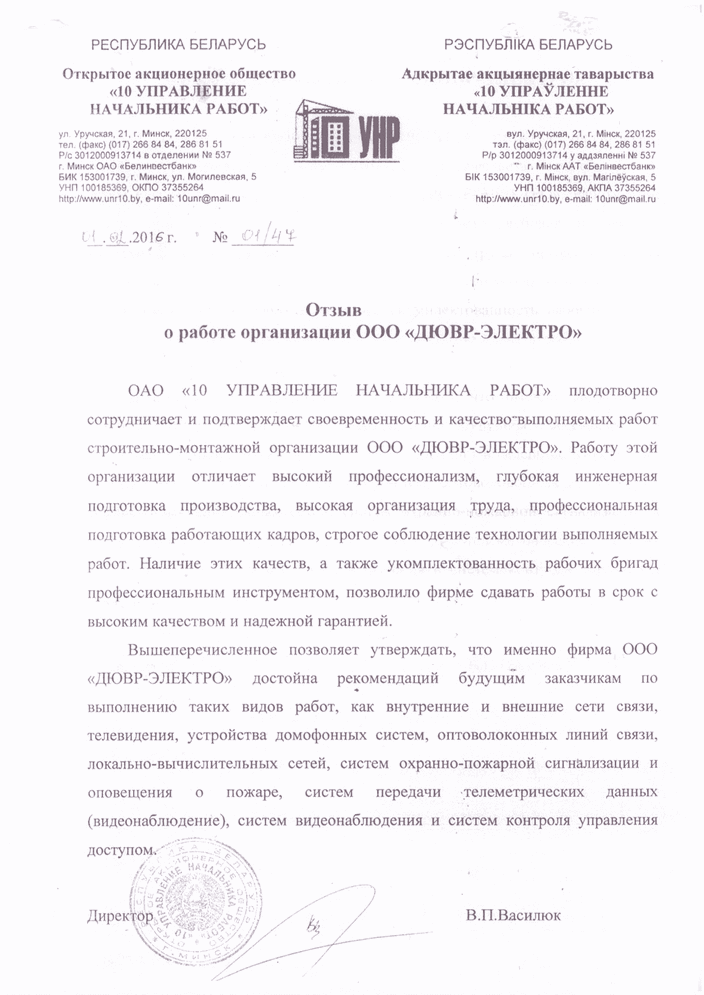 РЕСПУБЛИКА БЕЛАРУСЬ
Открытое акционерное общество
«10 УПРАВЛЕНИЕ
НАЧАЛЬНИКА РАБОТ»
ул. Уручская, 21, г. Минск, 220125
тел. (факс) (017) 266 84 84, 286 81 51
Р/с 3012000913714 в отделении № 537
г. Минск ОАО «Белинвестбанк»
БИК 153001739, г. Минск, ул. Могилевская, 5
УНП 100185369, ОКПО 37355264
http://www.unr10.by, e-mail: 10unr@mail.ru
10 УНР
РЭСПУБЛІКА БЕЛАРУСЬ
Адкрытае акцыянернае таварыства
«10 УПРАЎЛЕННЕ
НАЧАЛЬНІКА РАБОТ»
вул. Уручская, 21, г. Мінск, 220125
тэл. (факс) (017) 266 84 84, 286 81 51
Р/р 3012000913714 у аддзяленні № 537
г. Мінск ААТ «Белінвестбанк»
БІК 153001739, г. Мінск, вул. Магілёўская, 5
УНП 100185369, АКПА 37355264
http://www.unr10.by, e-mail: 10unr@mail.ru
.2016 г. № 01/47
Отзыв
о работе организации ООО «ДЮВР-ЭЛЕКТРО»
ОАО «10 УПРАВЛЕНИЕ НАЧАЛЬНИКА РАБОТ» плодотворно
сотрудничает и подтверждает своевременность и качество выполняемых работ
строительно-монтажной организации ООО «ДЮВР-ЭЛЕКТРО». Работу этой
организации отличает высокий профессионализм, глубокая инженерная
подготовка производства, высокая организация труда, профессиональная
подготовка работающих кадров, строгое соблюдение технологии выполняемых
работ. Наличие этих качеств, а также укомплектованность рабочих бригад
профессиональным инструментом, позволило фирме сдавать работы в срок с
высоким качеством и надежной гарантией.
Вышеперечисленное позволяет утверждать, что именно фирма ООО
«ДЮВР-ЭЛЕКТРО» достойна рекомендаций будущим заказчикам по
выполнению таких видов работ, как внутренние и внешние сети связи,
телевидения, устройства домофонных систем, оптоволоконных линий связи,
локально-вычислительных сетей, систем охранно-пожарной сигнализации и
оповещения о пожаре, систем передачи телеметрических данных
(видеонаблюдение), систем видеонаблюдения и систем контроля управления
доступом.
Директор В.П.Василюк